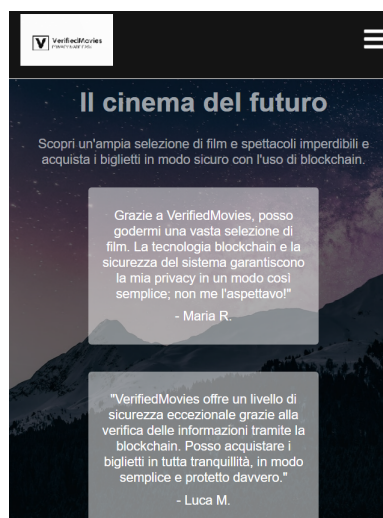 VerifiedMovies
Il cinema del futuro
Scopri un'ampia selezione di film e spettacoli imperdibili e
acquista i biglietti in modo sicuro con l'uso di blockchain.
Grazie a VerifiedMovies, posso
godermi una vasta selezione di
film. La tecnologia blockchain e la
sicurezza del sistema garantiscono
la mia privacy in un modo così
semplice; non me l'aspettavo!"
- Maria R.
"VerifiedMovies offre un livello di
sicurezza eccezionale grazie alla
verifica delle informazioni tramite la
blockchain. Posso acquistare i
biglietti in tutta tranquillità, in modo
semplice e protetto davvero."
- Luca M.